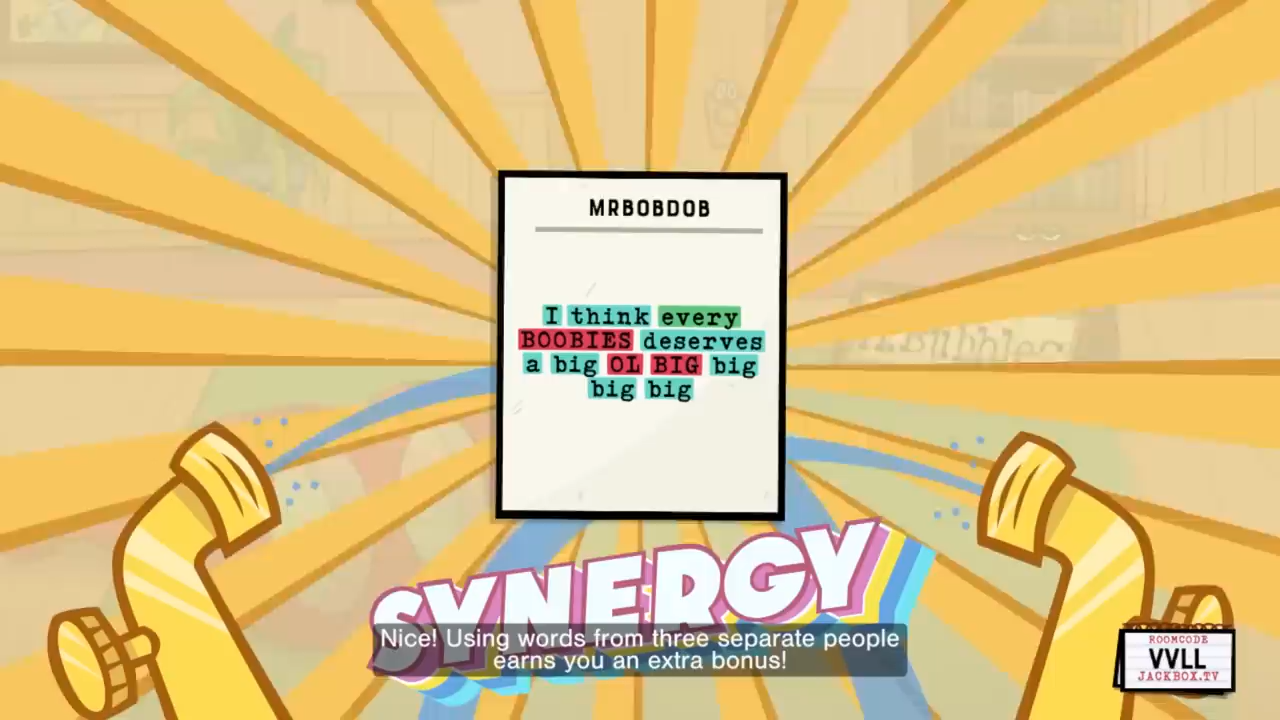 MRBOBDOB
I think every
BOOBIES deserves
a big OL BIG big
big big
SYNERGY
Nice! Using words from three separate people
earns you an extra bonus!
ROOMCODE
VVLL
JACKBOX.TV